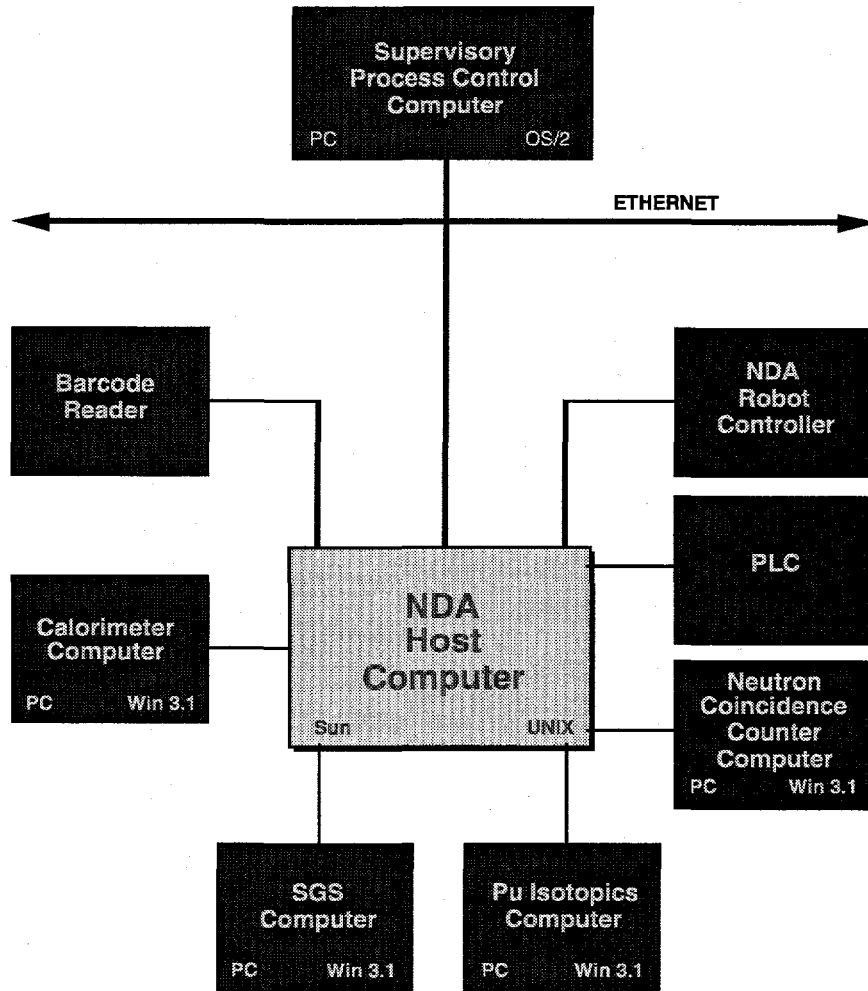 Supervisory
Process Control
Computer
PC OS/2
ETHERNET
Barcode
Reader
NDA
Robot
Controller
PLC
NDA
Host
Computer
Sun UNIX
Calorimeter
Computer
PC Win 3.1
Neutron
Coincidence
Counter
Computer
PC Win 3.1
SGS
Computer
PC Win 3.1
Pu Isotopics
Computer
PC Win 3.1